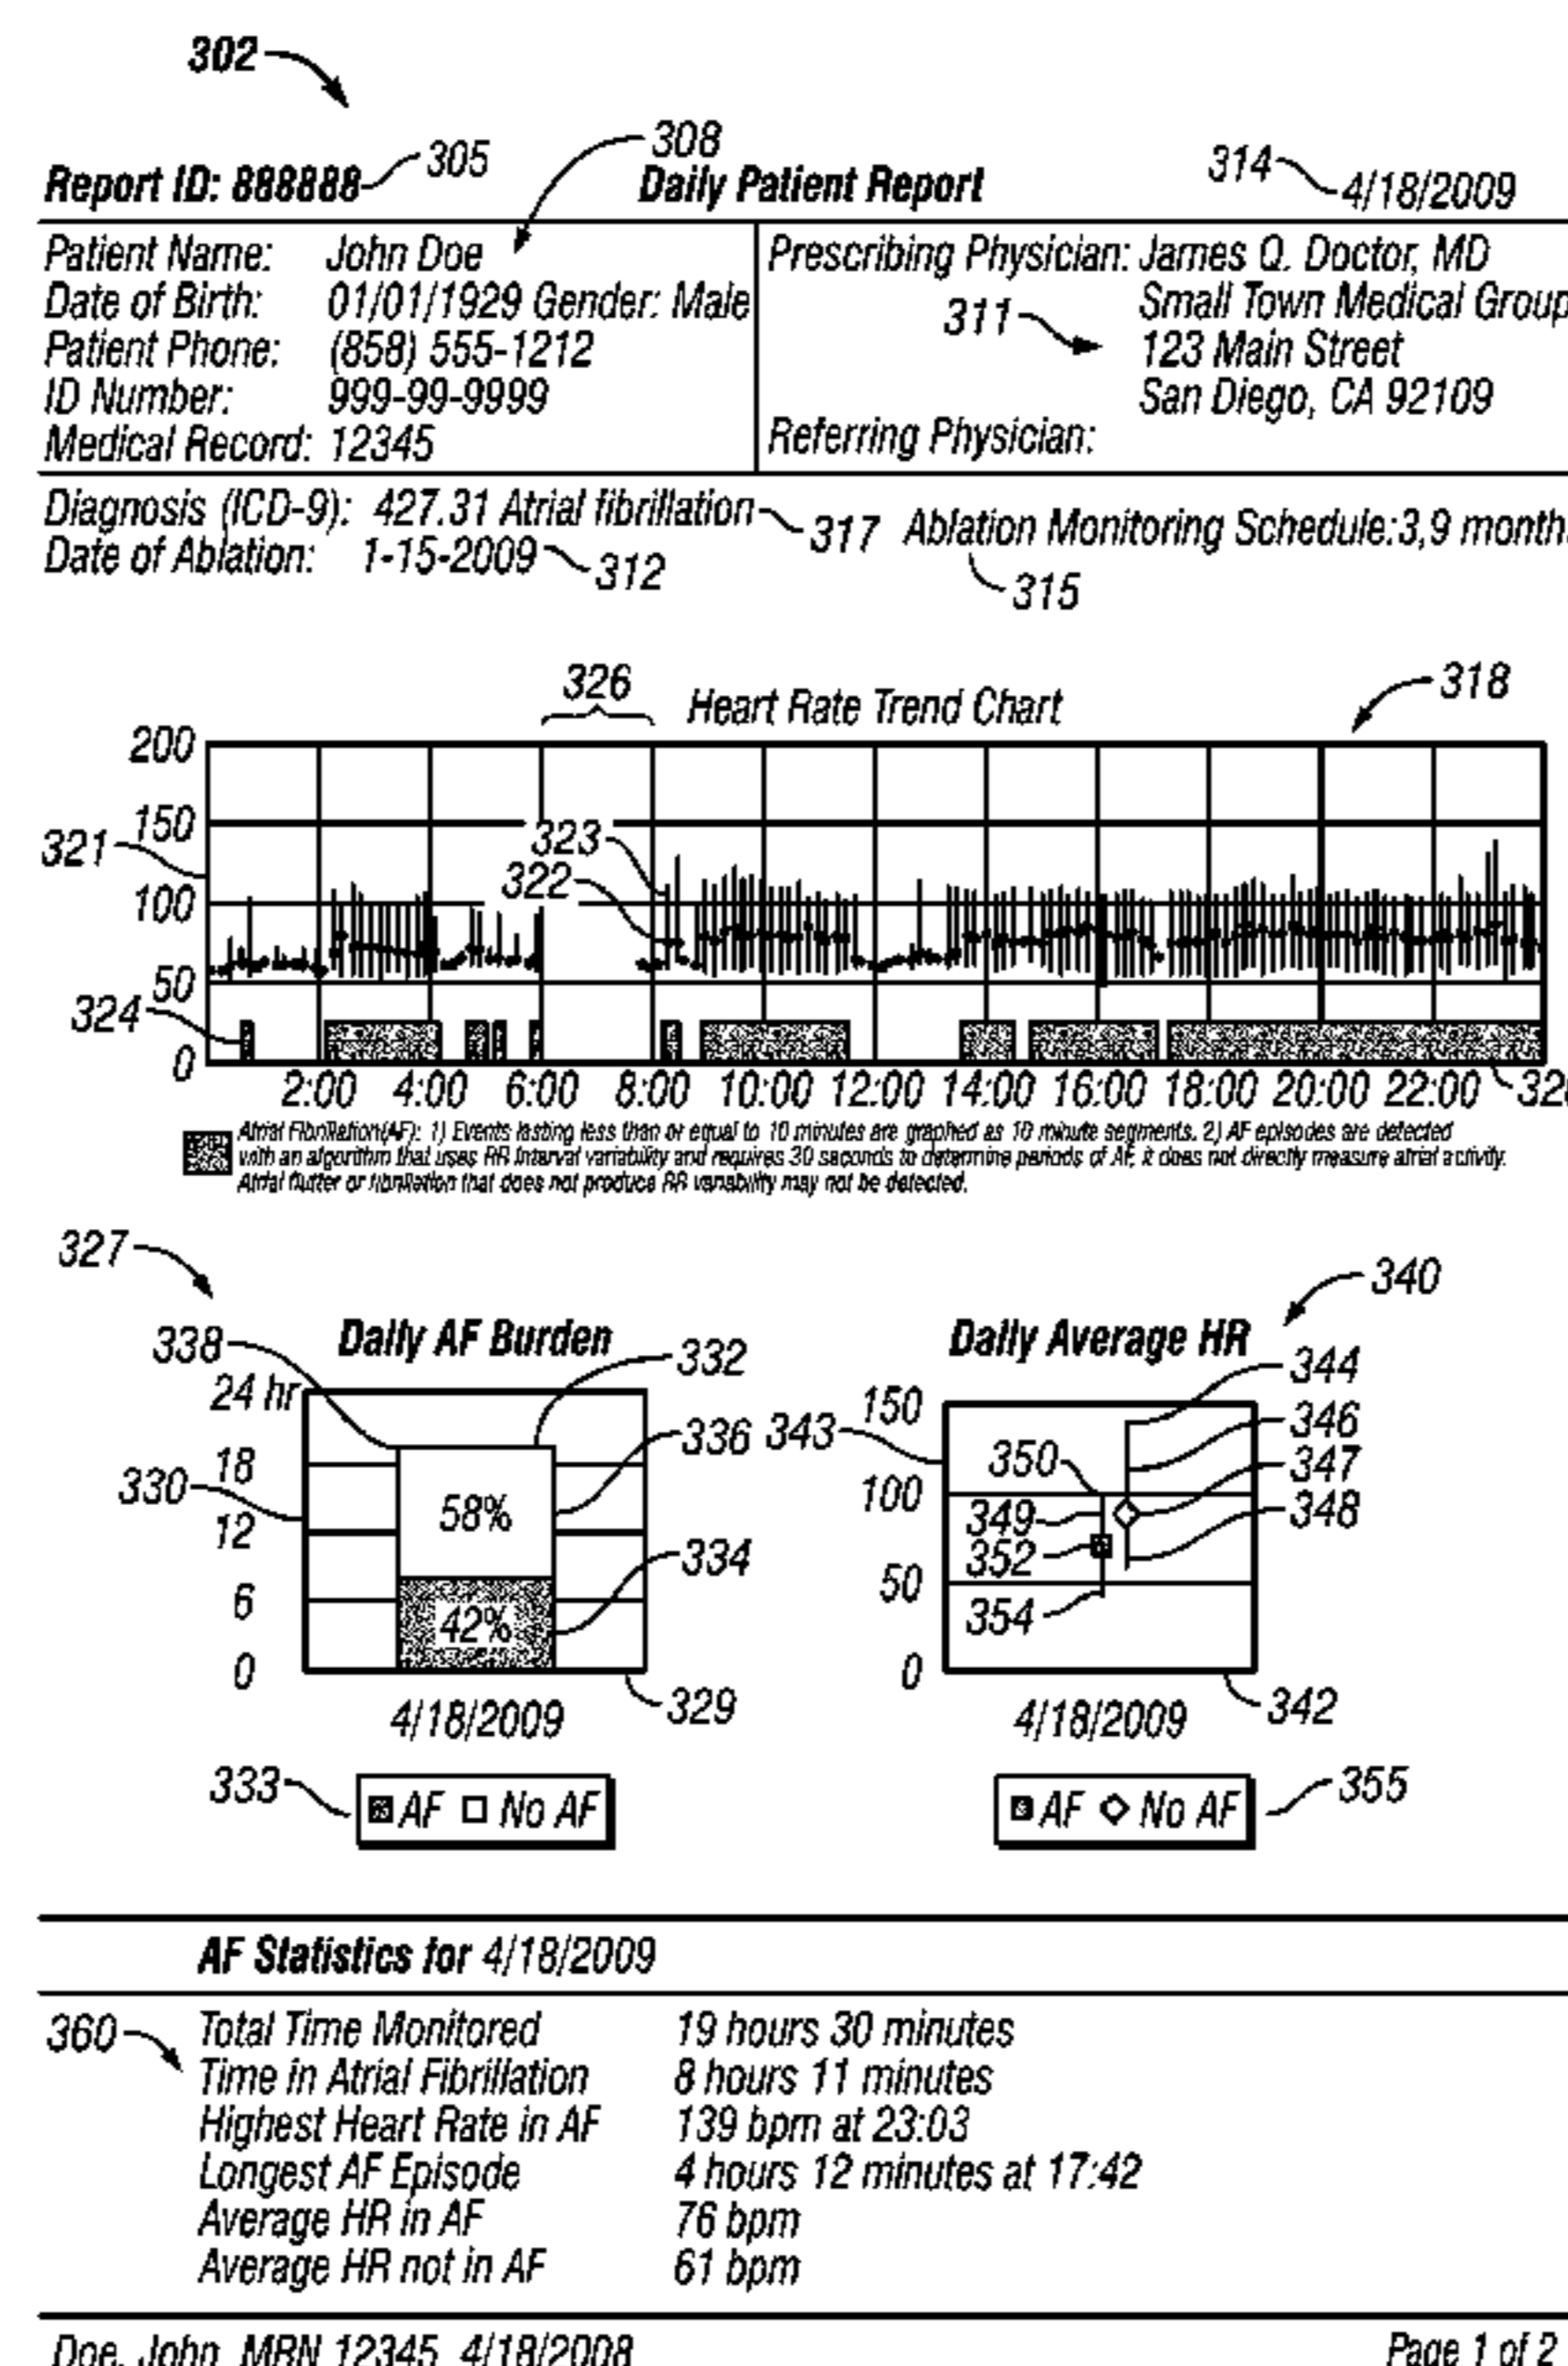 302
305
308
314
Report ID: 888888 Daily Patient Report 4/18/2009
Patient Name: John Doe
Date of Birth: 01/01/1929 Gender: Male
Patient Phone: (858) 555-1212
ID Number: 999-99-9999
Medical Record: 12345
Prescribing Physician: James Q. Doctor, MD
Small Town Medical Group
311
123 Main Street
San Diego, CA 92109
Referring Physician:
Diagnosis (ICD-9): 427.31 Atrial fibrillation 317
Date of Ablation: 1-15-2009 312
Ablation Monitoring Schedule:3,9 month
315
326 Heart Rate Trend Chart 318
200
150
321
323
322
100
50
324
0
2:00 4:00 6:00 8:00 10:00 12:00 14:00 16:00 18:00 20:00 22:00
Atrial Fibrillation(AF): 1) Events lasting less than or equal to 10 minutes are graphed as 10 minute segments. 2) AF episodes are detected
with an algorithm that uses RR Interval variability and requires 30 seconds to determine periods of AF, it does not directly measure atrial activity.
Atrial flutter or fibrillation that does not produce RR variability may not be detected.
327
338 Daily AF Burden 332
24 hr
336
18
330
58%
12
334
6
42%
0
4/18/2009 329
333 AF No AF
340
Daily Average HR 344
150
343
346
350
347
100
349
348
352
50
354
0
4/18/2009 342
AF No AF 355
AF Statistics for 4/18/2009
360
Total Time Monitored 19 hours 30 minutes
Time in Atrial Fibrillation 8 hours 11 minutes
Highest Heart Rate in AF 139 bpm at 23:03
Longest AF Episode 4 hours 12 minutes at 17:42
Average HR in AF 76 bpm
Average HR not in AF 61 bpm
Doe, John MRN 12345 4/18/2008 Page 1 of 2